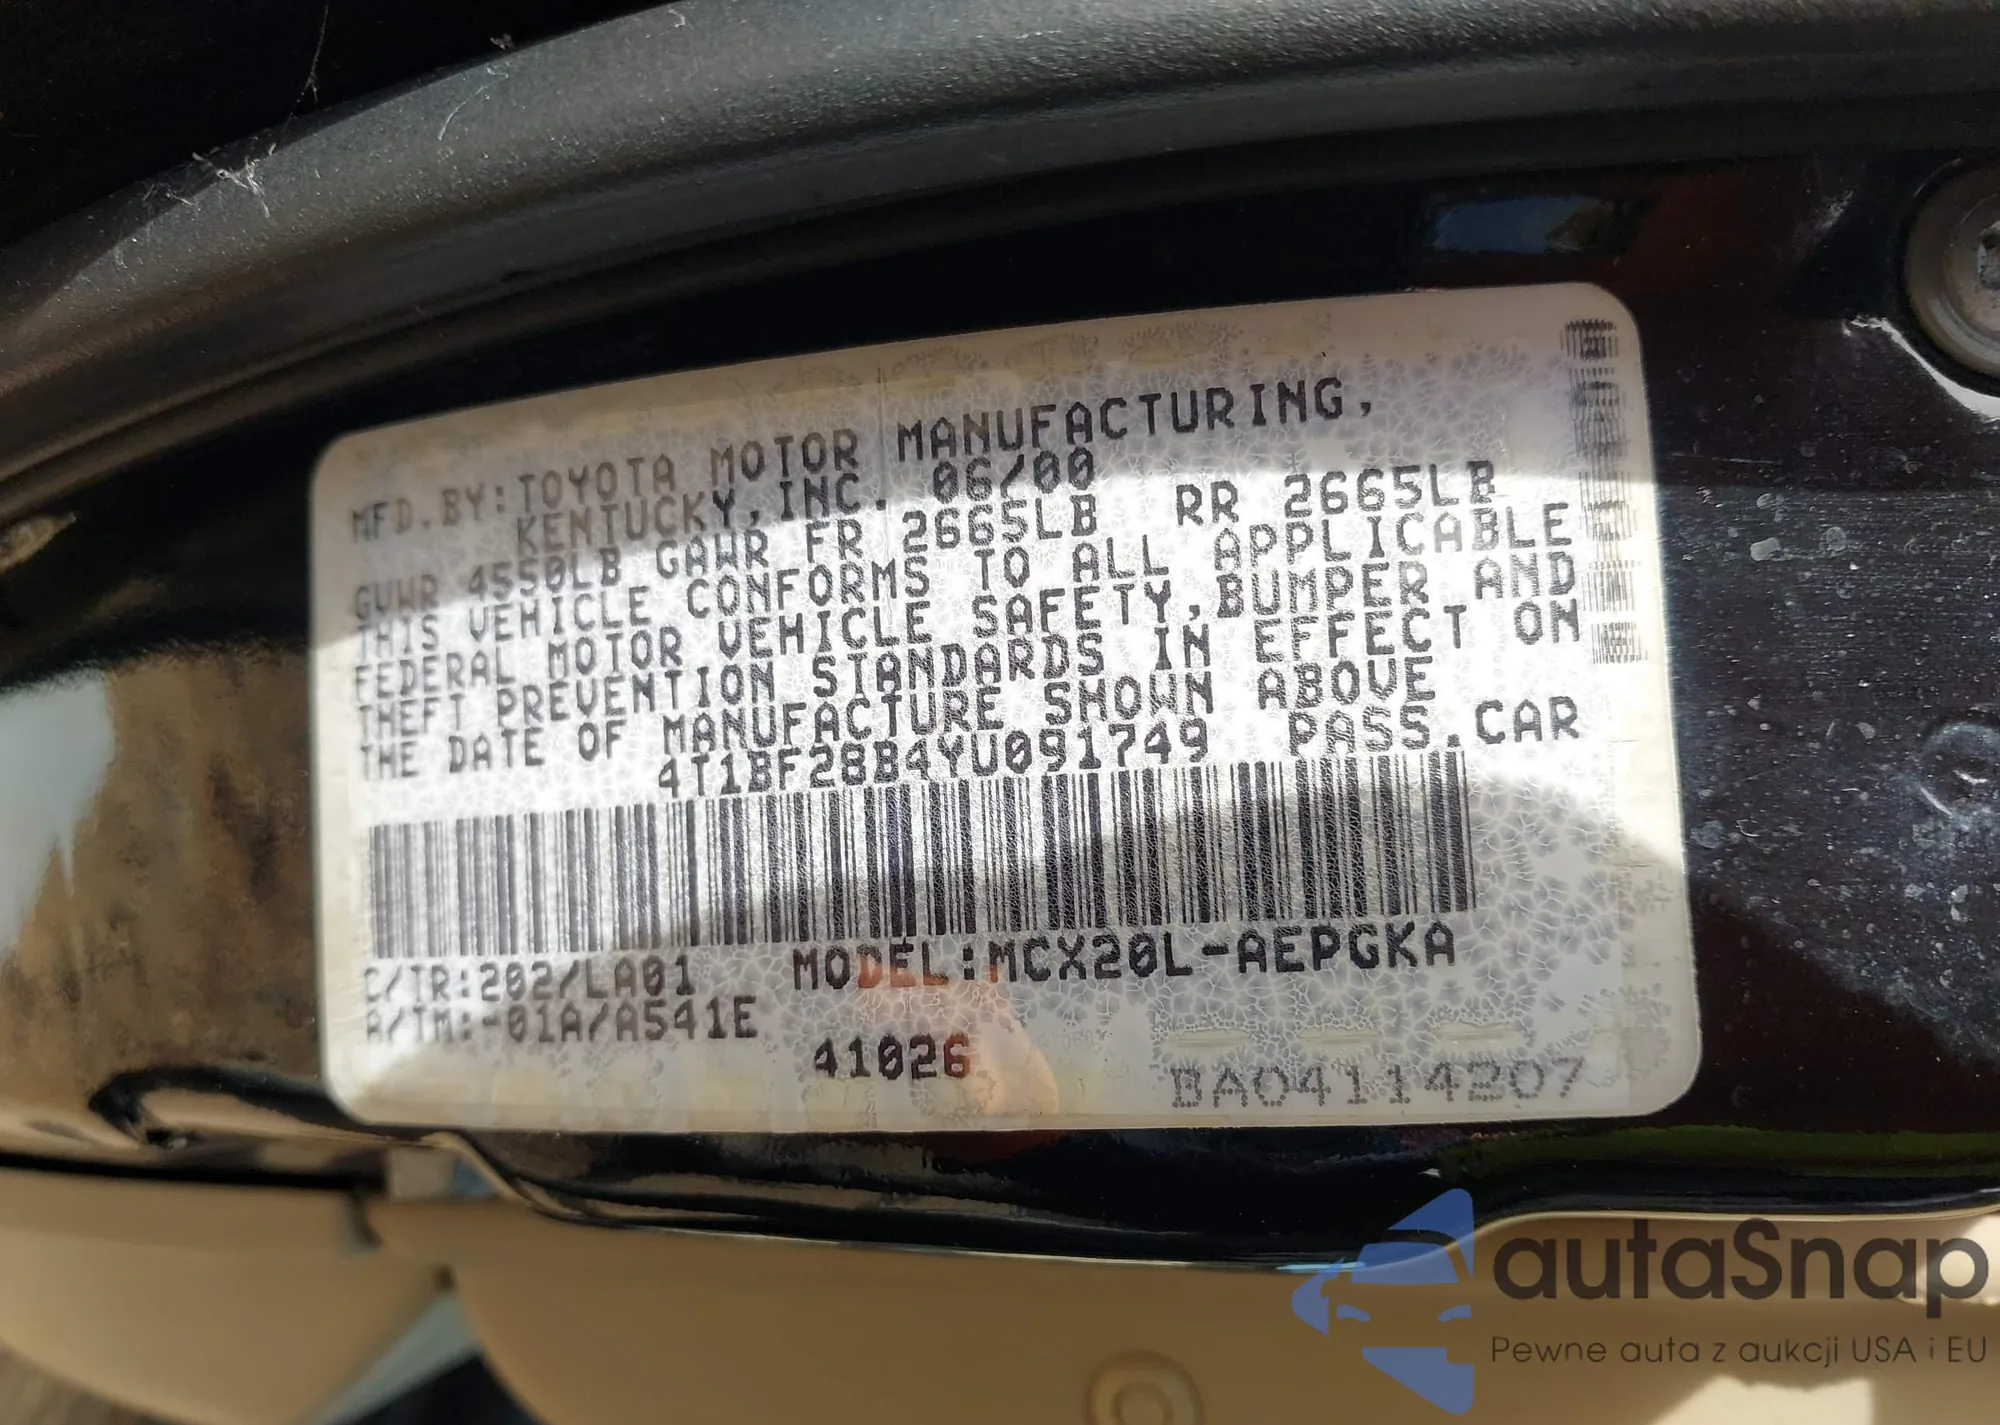 MFD.BY:TOYOTA MOTOR MANUFACTURING,
KENTUCKY,INC. 06/00
GVWR 4550LB GAWR FR 2665LB RR 2665LB
THIS VEHICLE CONFORMS TO ALL APPLICABLE
FEDERAL MOTOR VEHICLE SAFETY,BUMPER AND
THEFT PREVENTION STANDARDS IN EFFECT ON
THE DATE OF MANUFACTURE SHOWN ABOVE
4T1BF28B4YU091749 PASS.CAR
C/TR:202/LA01 MODEL:MCX20L-AEPGKA
A/TM:-01A/A541E
41026
BA04114207
autaSnap
Pewne auta z aukcji USA i EU